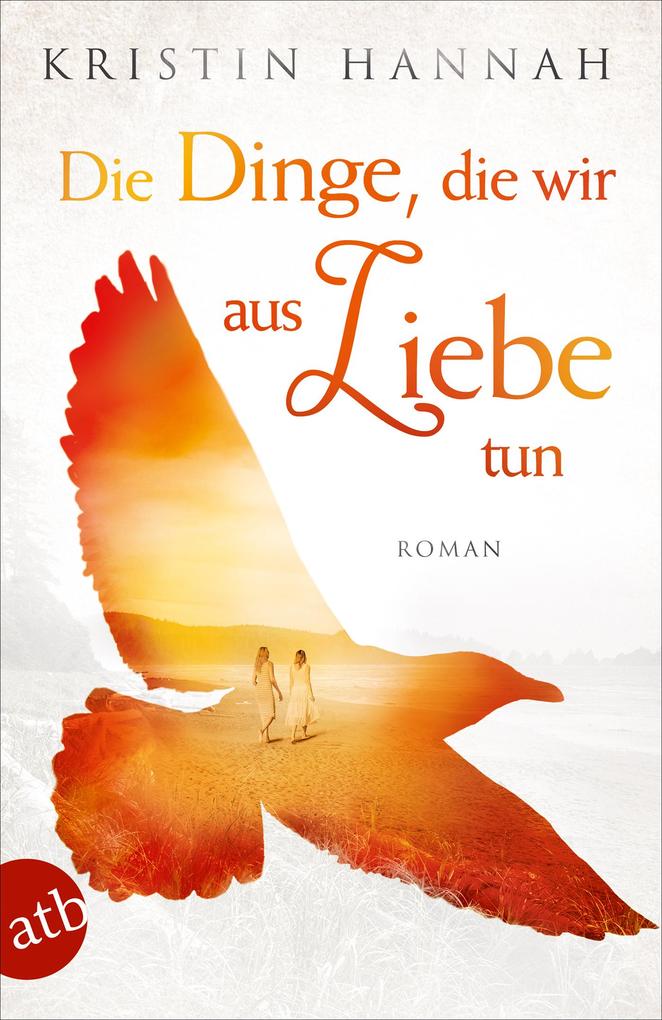 KRISTIN HANNAH
Die Dinge, die wir
aus Liebe
tun
ROMAN
atb